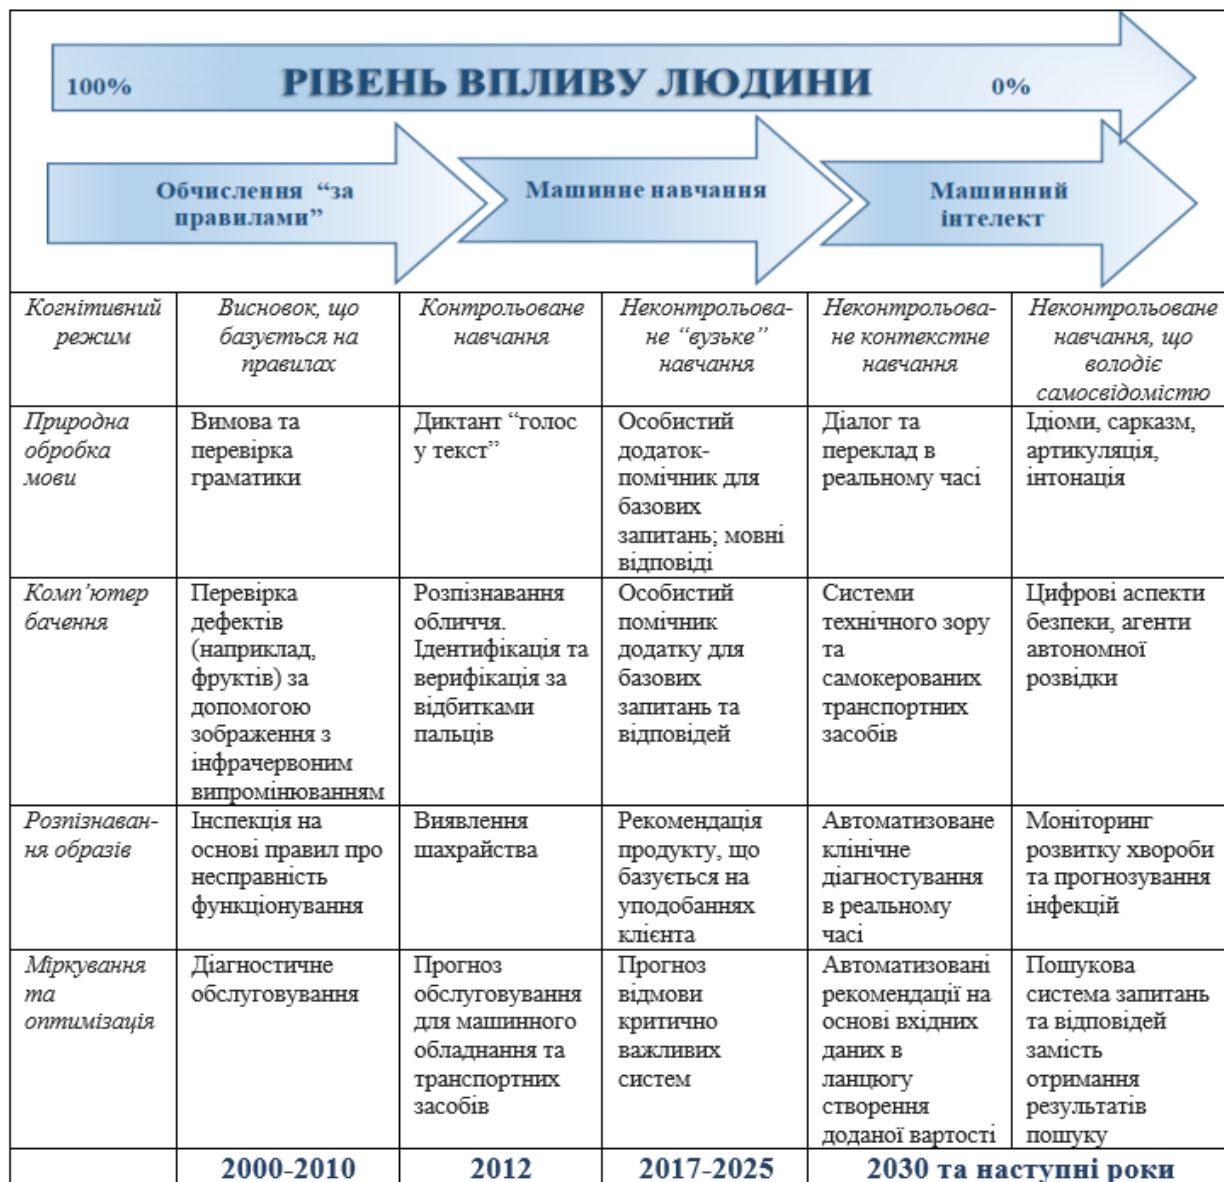 100% РІВЕНЬ ВПЛИВУ ЛЮДИНИ 0%
Обчислення “за
правилами”
Машинне навчання
Машинний
інтелект
Когнітивний
режим
Висновок, що
базується на
правилах
Контрольоване
навчання
Неконтрольова-
не “вузьке”
навчання
Неконтрольова-
не контекстне
навчання
Неконтрольоване
навчання, що
володіє
самосвідомістю
Природна
обробка
мови
Вимова та
перевірка
граматики
Диктант “голос
у текст”
Особистий
додаток-
помічник для
базових
запитань; мовні
відповіді
Діалог та
переклад в
реальному часі
Ідіоми, сарказм,
артикуляція,
інтонація
Комп’ютер
бачення
Перевірка
дефектів
(наприклад,
фруктів) за
допомогою
зображення з
інфрачервоним
випромінюванням
Розпізнавання
обличчя.
Ідентифікація та
верифікація за
відбитками
пальців
Особистий
помічник
додатку для
базових
запитань та
відповідей
Системи
технічного зору
та
самокерованих
транспортних
засобів
Цифрові аспекти
безпеки, агенти
автономної
розвідки
Розпізнаван-
ня образів
Інспекція на
основі правил про
несправність
функціонування
Виявлення
шахрайства
Рекомендація
продукту, що
базується на
уподобаннях
клієнта
Автоматизоване
клінічне
діагностування
в реальному
часі
Моніторинг
розвитку хвороби
та прогнозування
інфекцій
Міркування
та
оптимізація
Діагностичне
обслуговування
Прогноз
обслуговування
для машинного
обладнання та
транспортних
засобів
Прогноз
відмови
критично
важливих
систем
Автоматизовані
рекомендації на
основі вхідних
даних в
ланцюгу
створення
доданої вартості
Пошукова
система запитань
та відповідей
замість
отримання
результатів
пошуку
2000-2010
2012
2017-2025
2030 та наступні роки